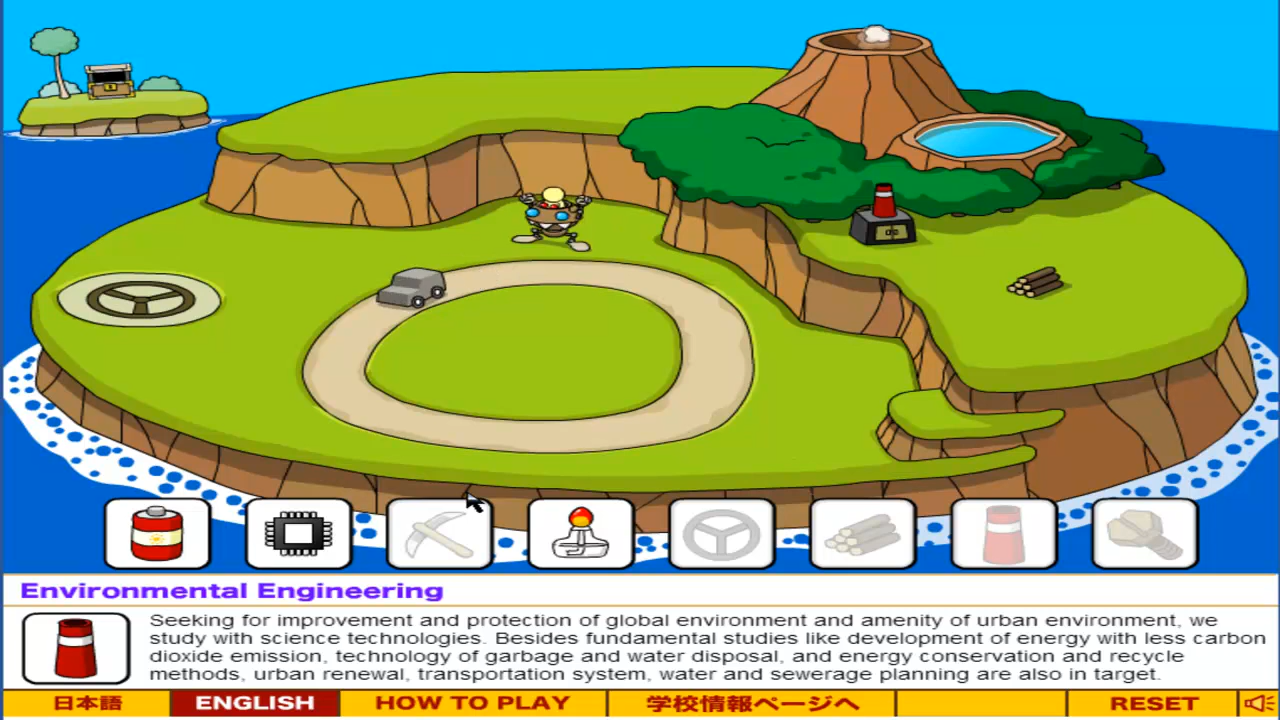 Environmental Engineering
Seeking for improvement and protection of global environment and amenity of urban environment, we
study with science technologies. Besides fundamental studies like development of energy with less carbon
dioxide emission, technology of garbage and water disposal, and energy conservation and recycle
methods, urban renewal, transportation system, water and sewerage planning are also in target.
日本語 ENGLISH HOW TO PLAY 学校情報ページへ RESET